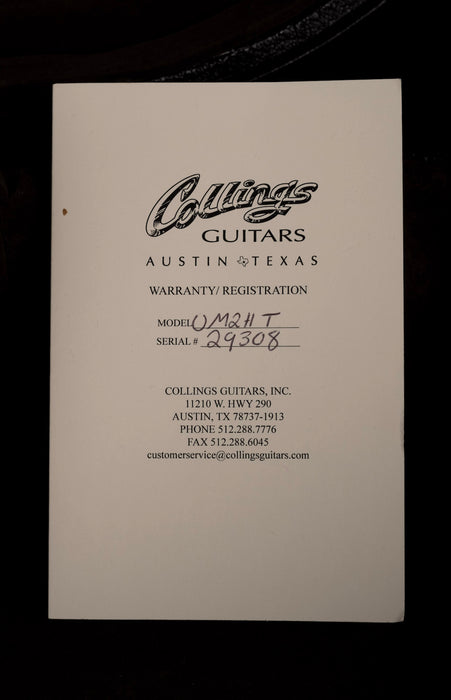 Collings
GUITARS
AUSTIN TEXAS
WARRANTY/ REGISTRATION
MODEL OM2H T
SERIAL # 29308
COLLINGS GUITARS, INC.
11210 W. HWY 290
AUSTIN, TX 78737-1913
PHONE 512.288.7776
FAX 512.288.6045
customerservice@collingsguitars.com